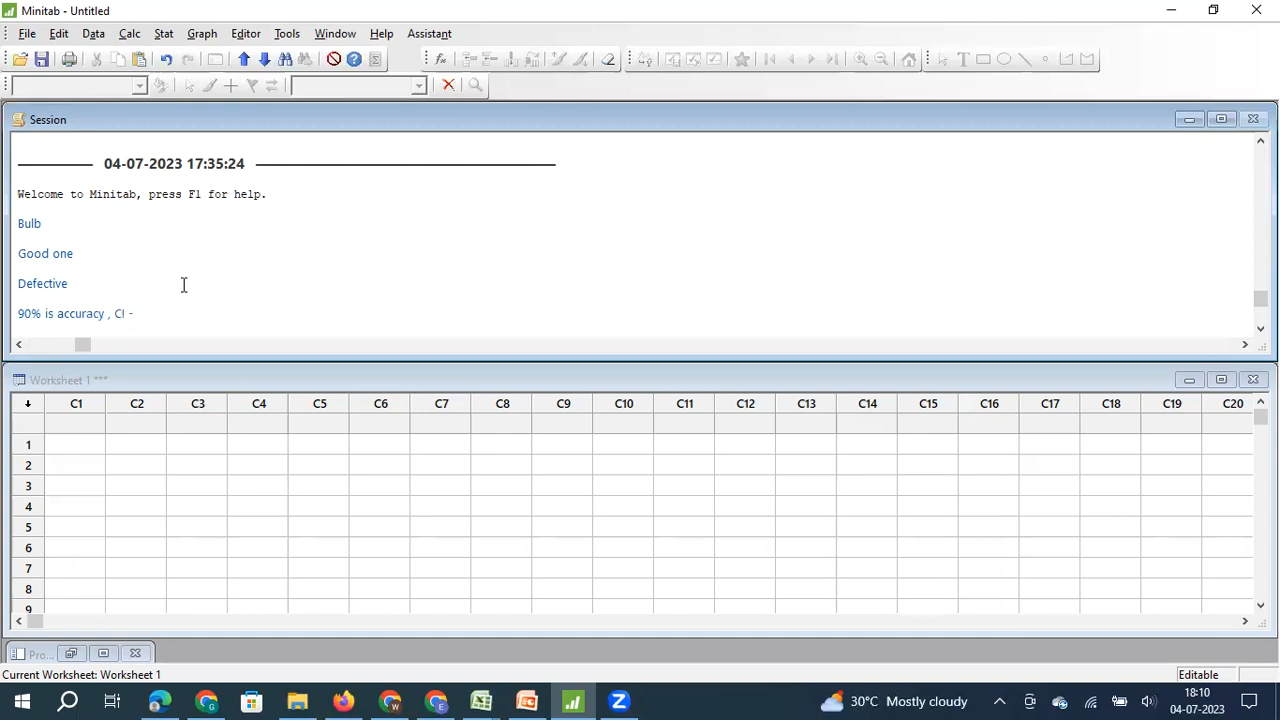 Minitab - Untitled
File Edit Data Calc Stat Graph Editor Tools Window Help Assistant
Session
04-07-2023 17:35:24
Welcome to Minitab, press F1 for help.
Bulb
Good one
Defective
90% is accuracy , CI -
Worksheet 1 ***
C1 C2 C3 C4 C5 C6 C7 C8 C9 C10 C11 C12 C13 C14 C15 C16 C17 C18 C19 C20
1
2
3
4
5
6
7
8
9
Pro...
Current Worksheet: Worksheet 1 Editable
30°C Mostly cloudy 18:10
04-07-2023